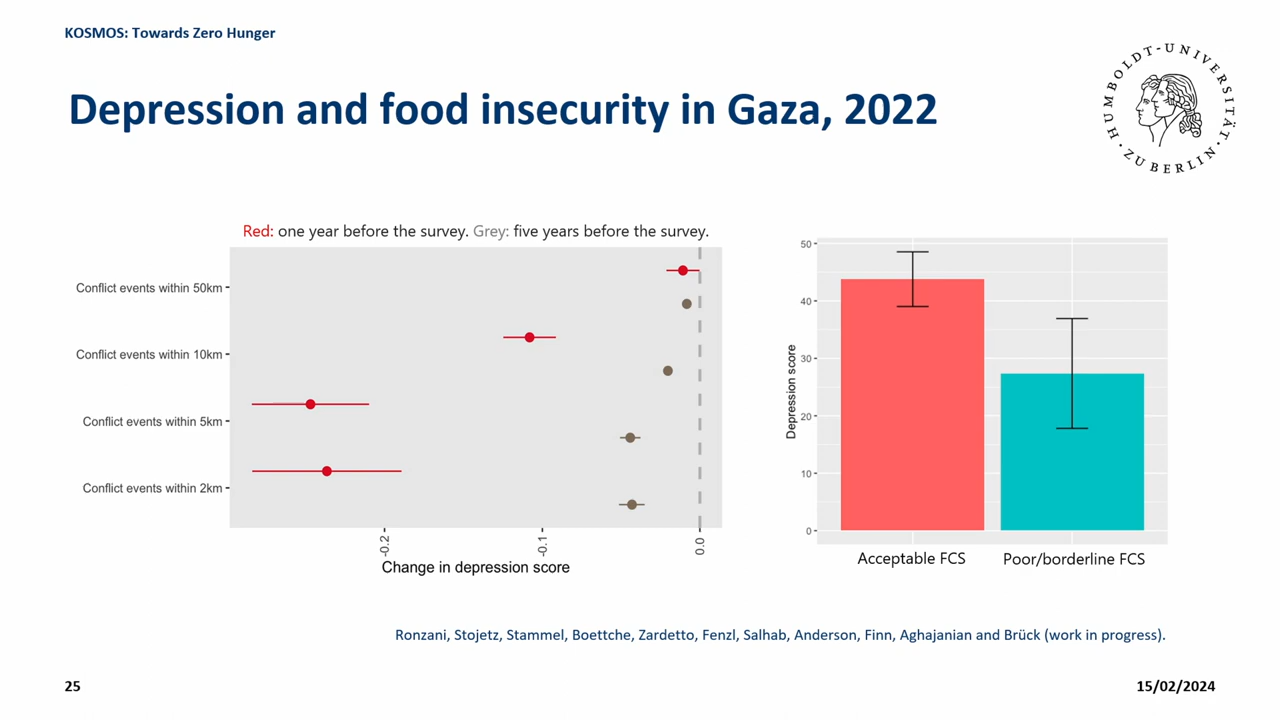 KOSMOS: Towards Zero Hunger
HUMBOLDT-UNIVERSITÄT · ZU BERLIN ·
Depression and food insecurity in Gaza, 2022
Red: one year before the survey. Grey: five years before the survey.
Conflict events within 50km
Conflict events within 10km
Conflict events within 5km
Conflict events within 2km
-0.2
-0.1
0.0
Change in depression score
Depression score
50
40
30
20
10
0
Acceptable FCS
Poor/borderline FCS
Ronzani, Stojetz, Stammel, Boettche, Zardetto, Fenzl, Salhab, Anderson, Finn, Aghajanian and Brück (work in progress).
25
15/02/2024